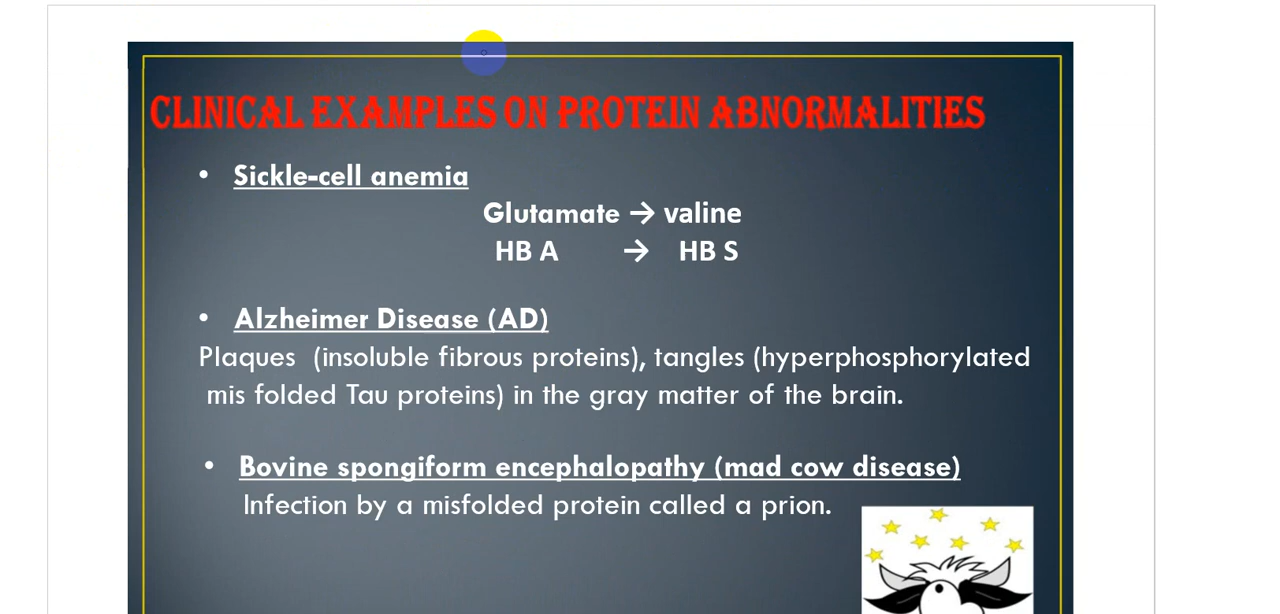 CLINICAL EXAMPLES ON PROTEIN ABNORMALITIES
• Sickle-cell anemia
Glutamate → valine
HB A → HB S
• Alzheimer Disease (AD)
Plaques (insoluble fibrous proteins), tangles (hyperphosphorylated
mis folded Tau proteins) in the gray matter of the brain.
• Bovine spongiform encephalopathy (mad cow disease)
Infection by a misfolded protein called a prion.